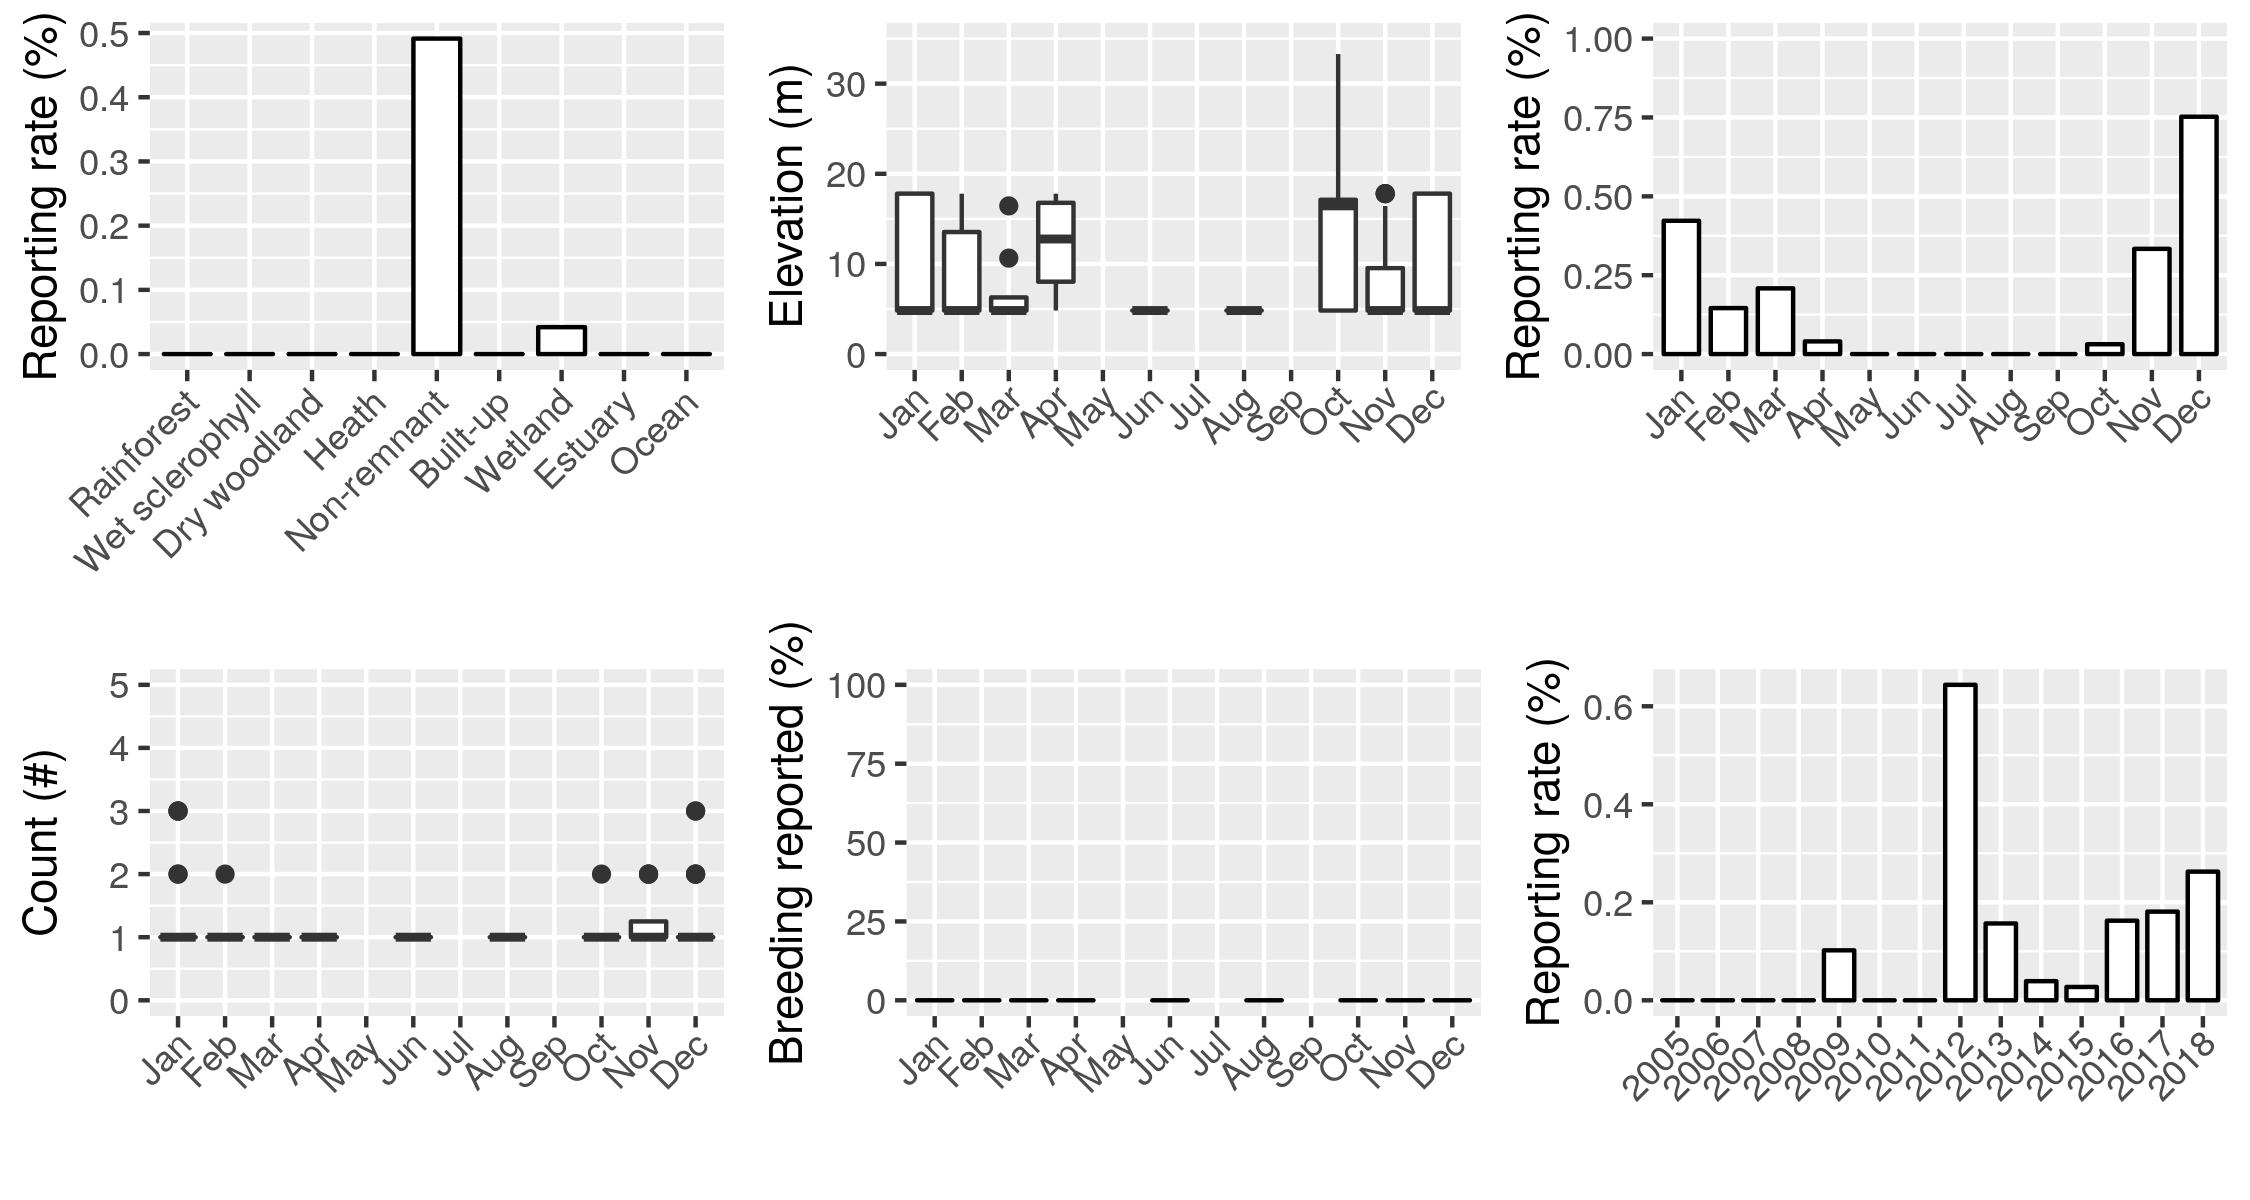 Reporting rate (%)
0.5
0.4
0.3
0.2
0.1
0.0
Rainforest
Wet sclerophyll
Dry woodland
Heath
Non-remnant
Built-up
Wetland
Estuary
Ocean
Elevation (m)
30
20
10
0
Jan
Feb
Mar
Apr
May
Jun
Jul
Aug
Sep
Oct
Nov
Dec
Reporting rate (%)
1.00
0.75
0.50
0.25
0.00
Jan
Feb
Mar
Apr
May
Jun
Jul
Aug
Sep
Oct
Nov
Dec
Count (#)
5
4
3
2
1
0
Jan
Feb
Mar
Apr
May
Jun
Jul
Aug
Sep
Oct
Nov
Dec
Breeding reported (%)
100
75
50
25
0
Jan
Feb
Mar
Apr
May
Jun
Jul
Aug
Sep
Oct
Nov
Dec
Reporting rate (%)
0.6
0.4
0.2
0.0
2005
2006
2007
2008
2009
2010
2011
2012
2013
2014
2015
2016
2017
2018